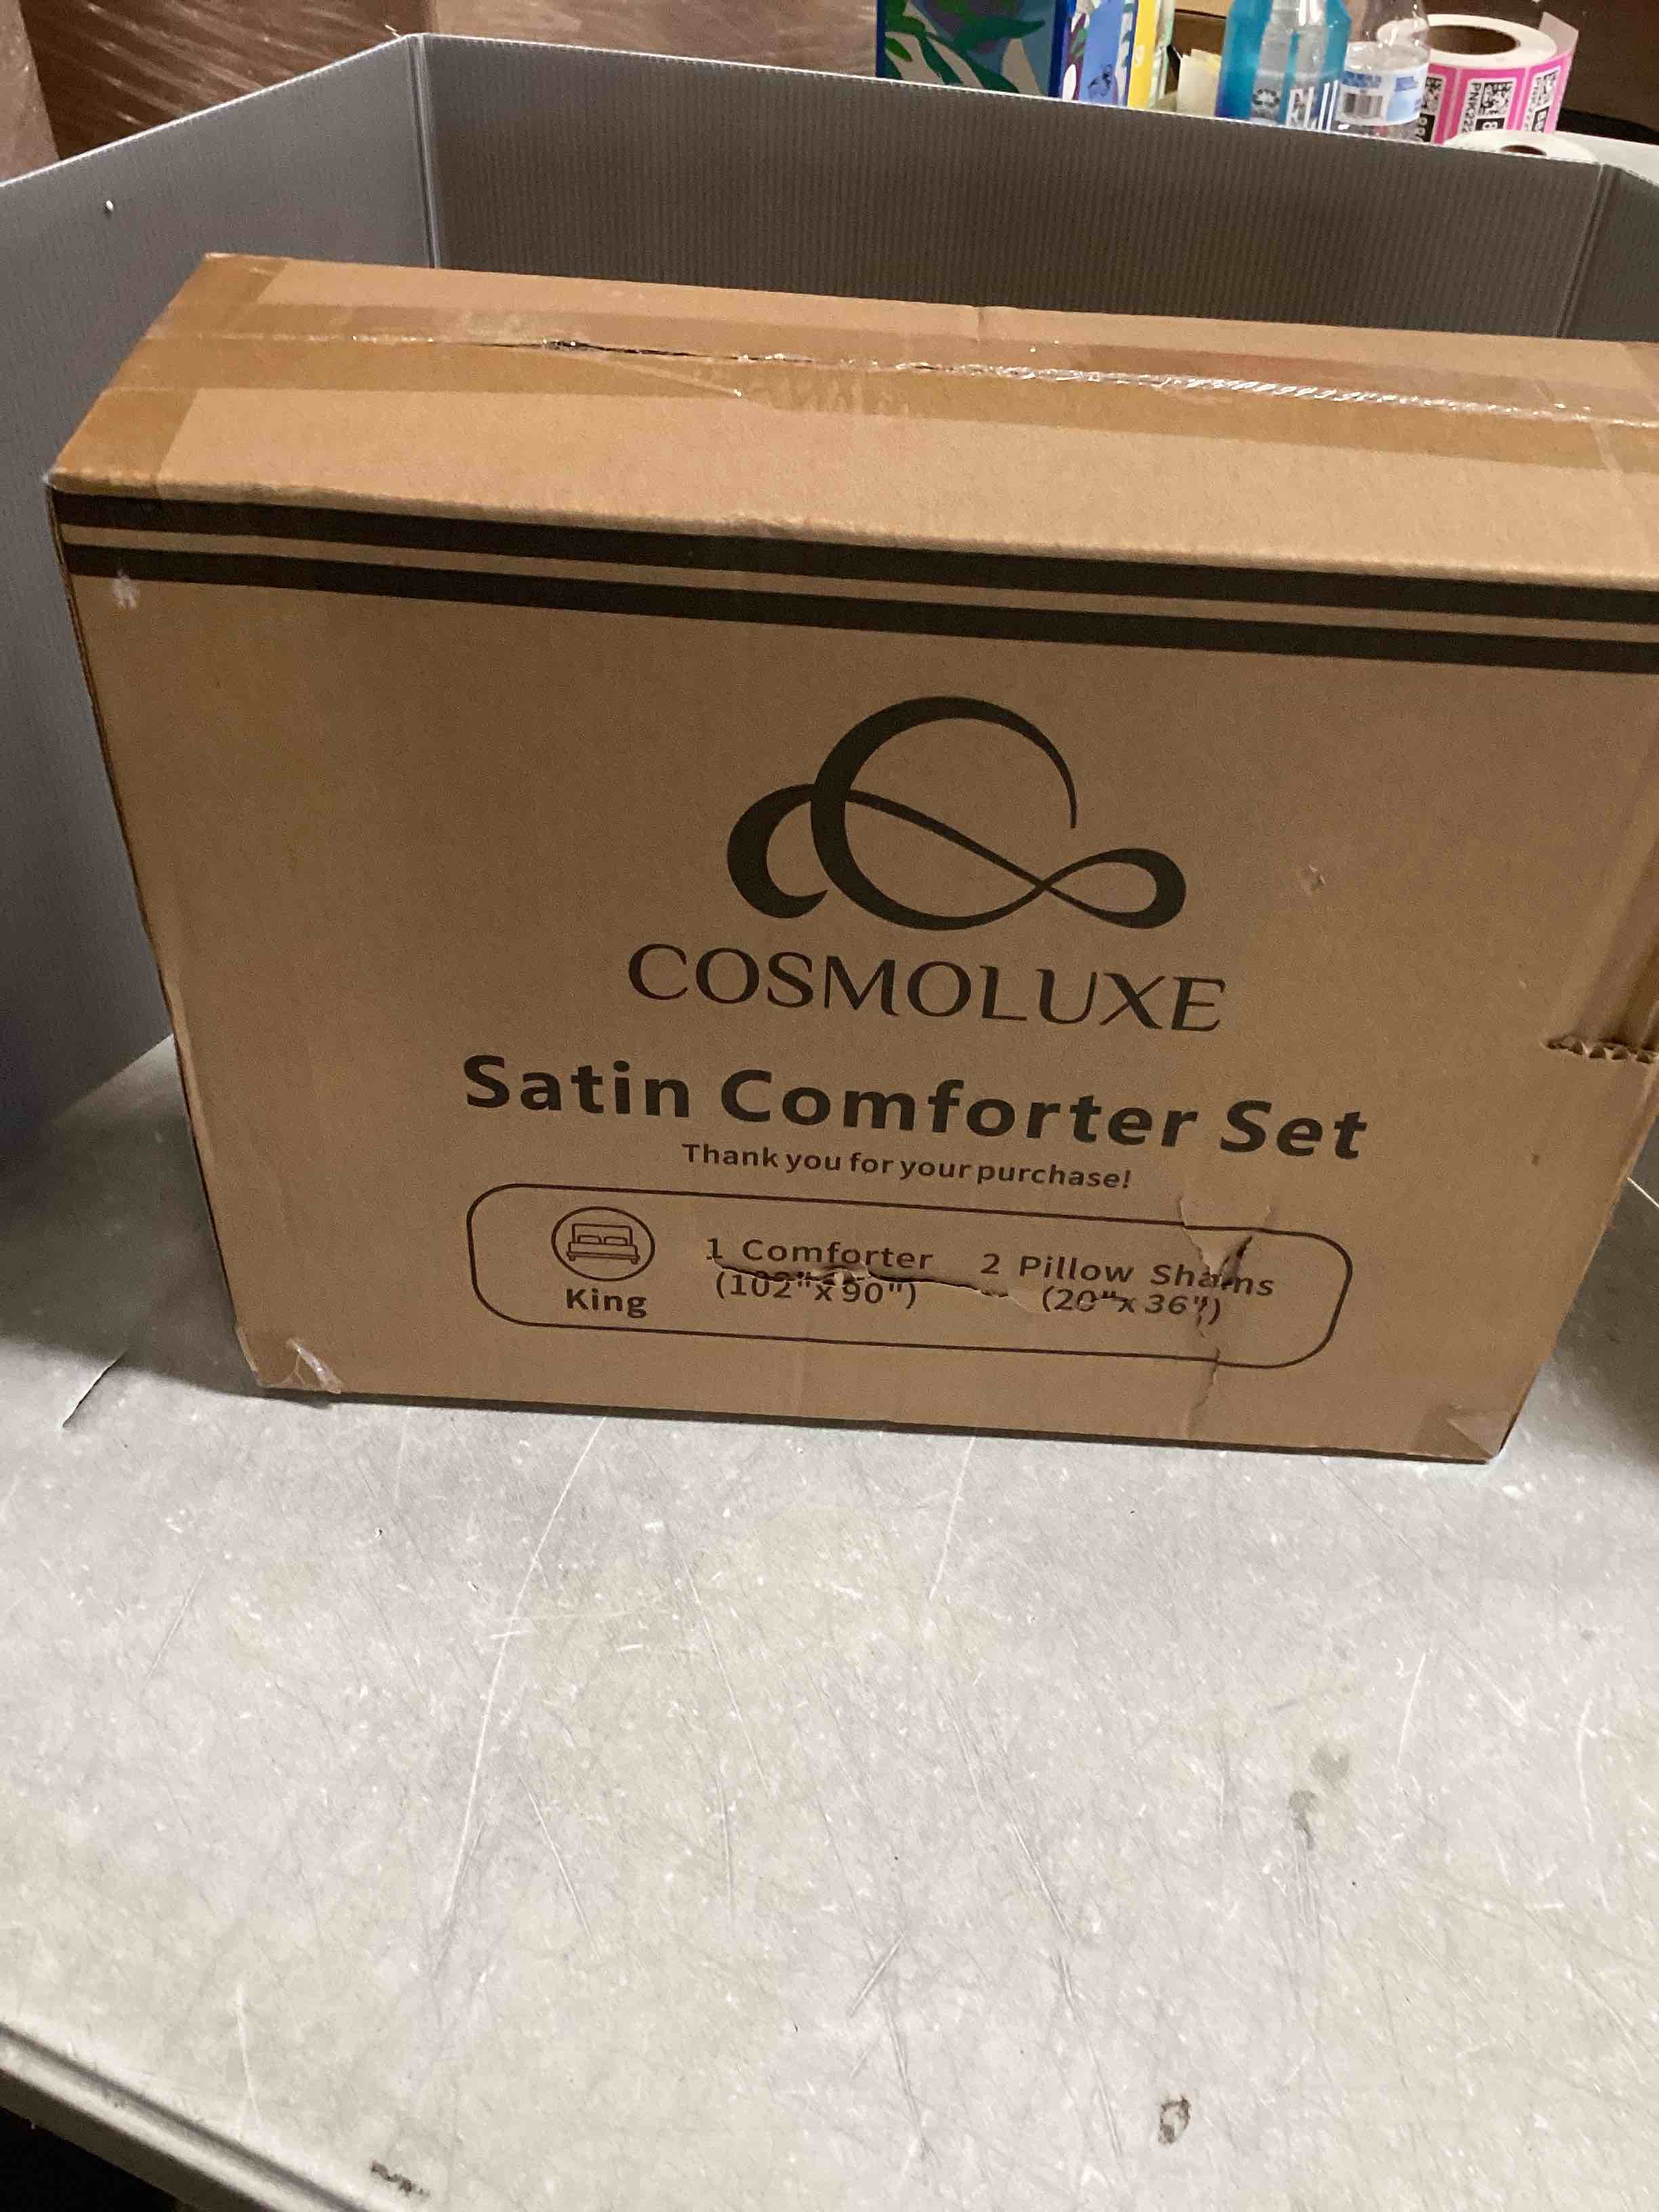 COSMOLUXE
Satin Comforter Set
Thank you for your purchase!
1 Comforter 2 Pillow Shams
(102"x90") (20"x36")
King